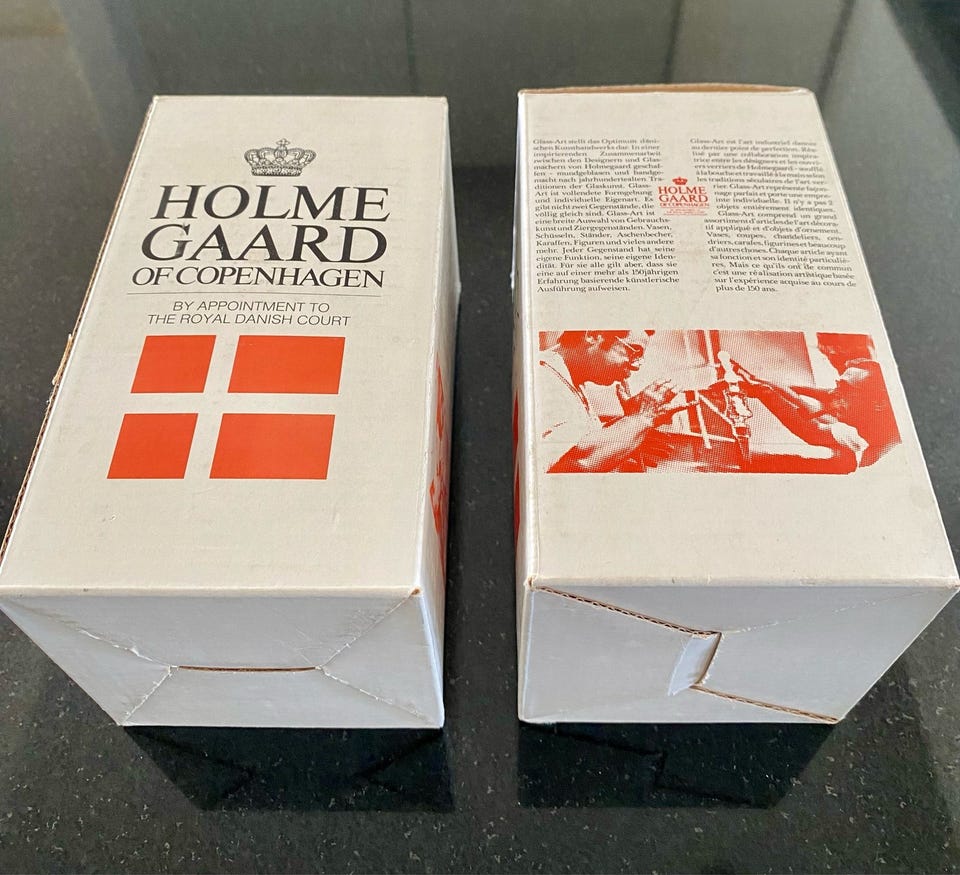 HOLME
GAARD
OF COPENHAGEN
BY APPOINTMENT TO
THE ROYAL DANISH COURT
Glass-Art stellt das Optimum däni-
schen Kunsthandwerks dar. In einer
inspirierenden Zusammenarbeit
zwischen den Designern und Glas-
machern von Holmegaard geschaf-
fen – mundgeblasen und handge-
macht nach jahrhundertealten Tra-
ditionen der Glaskunst. Glass-
Art ist vollendete Formgebung
und individuelle Eigenart. Es
gibt nicht zwei Gegenstände, die
völlig gleich sind. Glass-Art ist
eine breite Auswahl von Gebrauchs-
kunst und Ziergegenständen. Vasen,
Schüsseln, Ständer, Aschenbecher,
Karaffen, Figuren und vieles andere
mehr. Jeder Gegenstand hat seine
eigene Funktion, seine eigene Iden-
dität. Für sie alle gilt aber, dass sie
eine auf einer mehr als 150jährigen
Erfahrung basierende künstlerische
Ausführung aufweisen.
HOLME
GAARD
OF COPENHAGEN
Glass-Art est l'art industriel danois
au dernier point de perfection. Réa-
lisé par une collaboration inspira-
trice entre les désigners et les ouvri-
ers verriers de Holmegaard – soufflé
à la bouche et travaillé à la main selon
les traditions séculaires de l'art ver-
rier. Glass-Art représente façon-
nage parfait et porte une emprein-
te individuelle. Il n'y a pas 2
objets entièrement identiques.
Glass-Art comprend un grand
assortiment d'articles de l'art décora-
tif appliqué et d'objets d'ornement.
Vases, coupes, chandeliers, cen-
driers, carafes, figurines et beaucoup
d'autres choses. Chaque article ayant
sa fonction et son identité particuliè-
res. Mais ce qu'ils ont de commun
c'est une réalisation artistique basée
sur l'expérience acquise au cours de
plus de 150 ans.